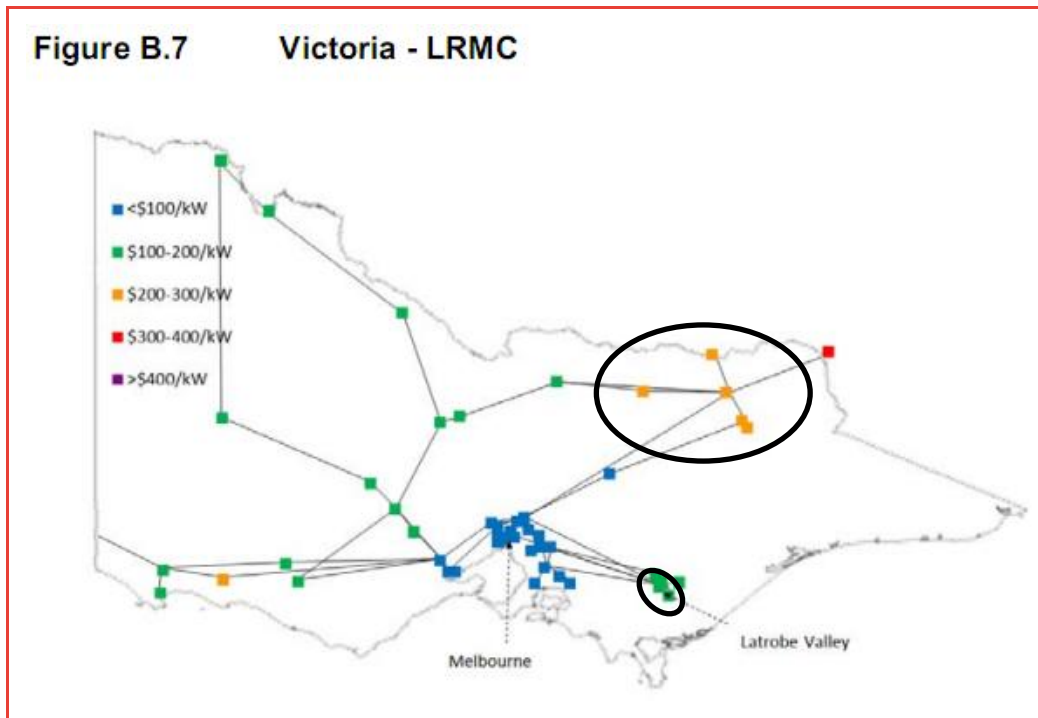 Figure B.7 Victoria - LRMC
<$100/kW
$100-200/kW
$200-300/kW
$300-400/kW
>$400/kW
Latrobe Valley
Melbourne